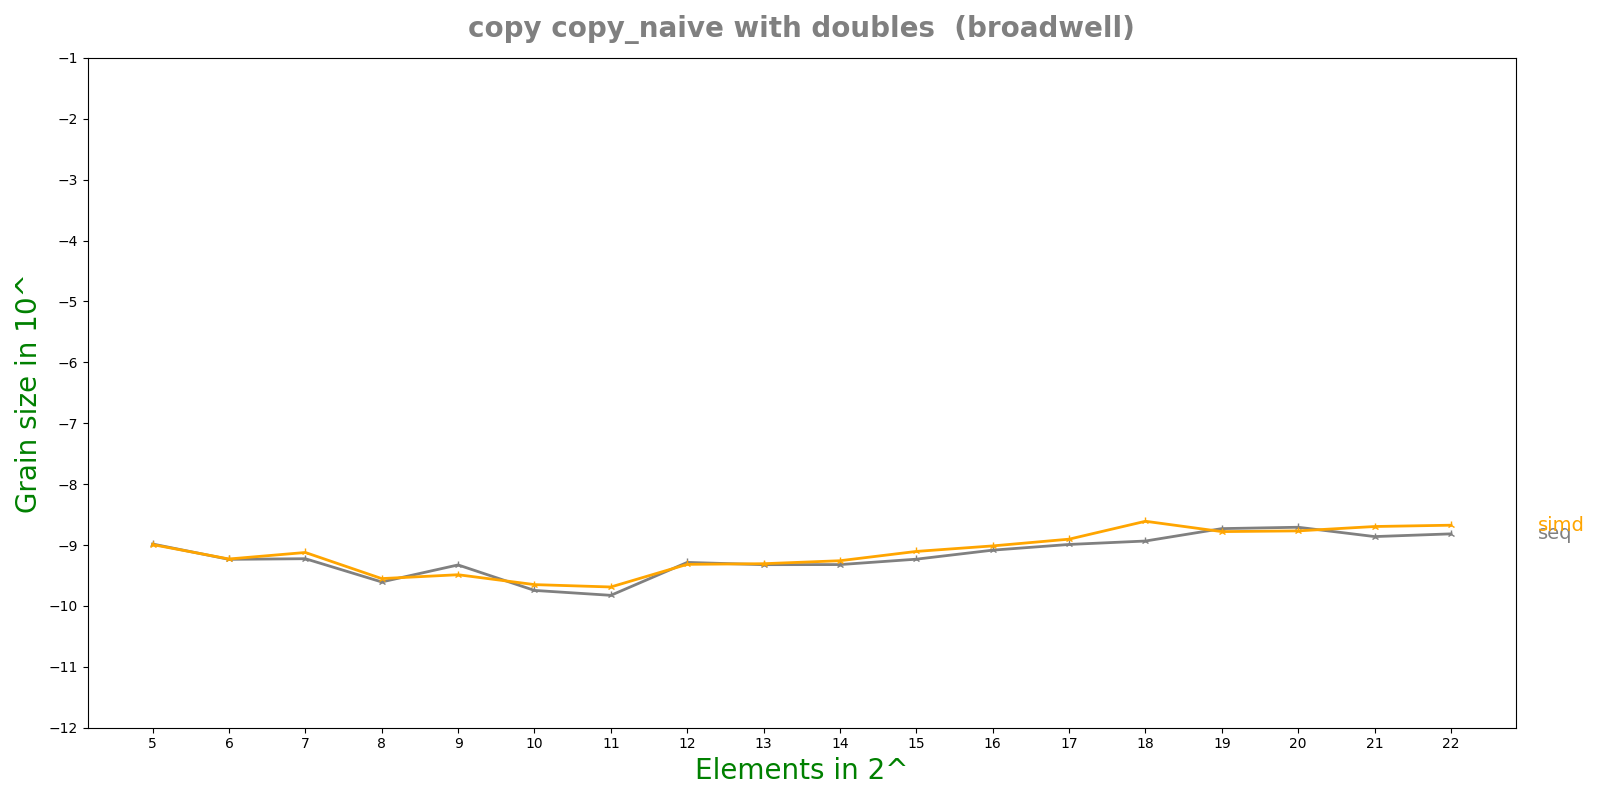 copy copy_naive with doubles  (broadwell)
−1
−2
−3
−4
−5
−6
−7
−8
−9
−10
−11
−12
Grain size in 10^
simd
seq
5 6 7 8 9 10 11 12 13 14 15 16 17 18 19 20 21 22
Elements in 2^